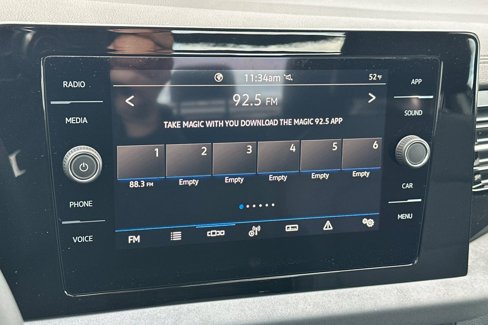 RADIO
MEDIA
PHONE
VOICE
11:34am
52°F
92.5 FM
TAKE MAGIC WITH YOU DOWNLOAD THE MAGIC 92.5 APP
1 2 3 4 5 6
88.3 FM Empty Empty Empty Empty Empty
FM
APP
SOUND
CAR
MENU